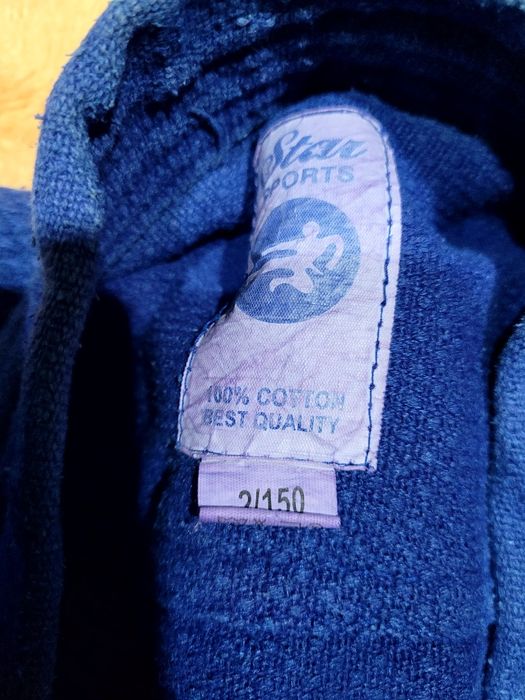 Star
SPORTS
100% COTTON
BEST QUALITY
2/150